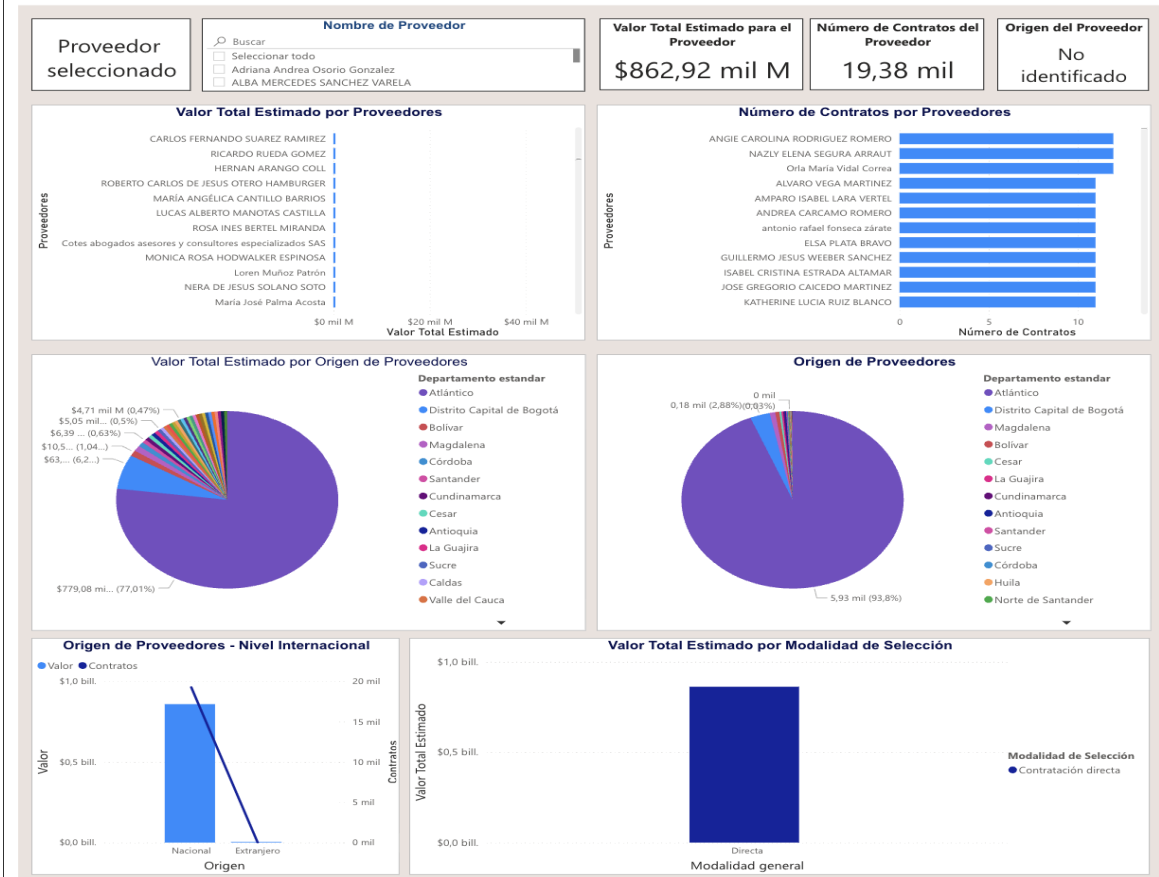 Proveedor
seleccionado
Nombre de Proveedor
Buscar
Seleccionar todo
Adriana Andrea Osorio Gonzalez
ALBA MERCEDES SANCHEZ VARELA
Valor Total Estimado para el
Proveedor
$862,92 mil M
Número de Contratos del
Proveedor
19,38 mil
Origen del Proveedor
No
identificado
Valor Total Estimado por Proveedores
Proveedores
CARLOS FERNANDO SUAREZ RAMIREZ
RICARDO RUEDA GOMEZ
HERNAN ARANGO COLL
ROBERTO CARLOS DE JESUS OTERO HAMBURGER
MARÍA ANGÉLICA CANTILLO BARRIOS
LUCAS ALBERTO MANOTAS CASTILLA
ROSA INES BERTEL MIRANDA
Cotes abogados asesores y consultores especializados SAS
MONICA ROSA HODWALKER ESPINOSA
Loren Muñoz Patrón
NERA DE JESUS SOLANO SOTO
María José Palma Acosta
$0 mil M $20 mil M $40 mil M
Valor Total Estimado
Número de Contratos por Proveedores
Proveedores
ANGIE CAROLINA RODRIGUEZ ROMERO
NAZLY ELENA SEGURA ARRAUT
Orla María Vidal Correa
ALVARO VEGA MARTINEZ
AMPARO ISABEL LARA VERTEL
ANDREA CARCAMO ROMERO
antonio rafael fonseca zárate
ELSA PLATA BRAVO
GUILLERMO JESUS WEEBER SANCHEZ
ISABEL CRISTINA ESTRADA ALTAMAR
JOSE GREGORIO CAICEDO MARTINEZ
KATHERINE LUCIA RUIZ BLANCO
0 5 10
Número de Contratos
Valor Total Estimado por Origen de Proveedores
$4,71 mil M (0,47%)
$5,05 mil... (0,5%)
$6,39 ... (0,63%)
$10,5... (1,04...)
$63,... (6,2...)
$779,08 mi... (77,01%)
Departamento estandar
Atlántico
Distrito Capital de Bogotá
Bolívar
Magdalena
Córdoba
Santander
Cundinamarca
Cesar
Antioquia
La Guajira
Sucre
Caldas
Valle del Cauca
Origen de Proveedores
0 mil
0,18 mil (2,88%) (0,03%)
5,93 mil (93,8%)
Departamento estandar
Atlántico
Distrito Capital de Bogotá
Magdalena
Bolívar
Cesar
La Guajira
Cundinamarca
Antioquia
Santander
Sucre
Córdoba
Huila
Norte de Santander
Origen de Proveedores - Nivel Internacional
Valor Contratos
$1,0 bill.
$0,5 bill.
$0,0 bill.
Valor
20 mil
15 mil
10 mil
5 mil
0 mil
Contratos
Nacional Extranjero
Origen
Valor Total Estimado por Modalidad de Selección
Valor Total Estimado
$1,0 bill.
$0,5 bill.
$0,0 bill.
Directa
Modalidad general
Modalidad de Selección
Contratación directa